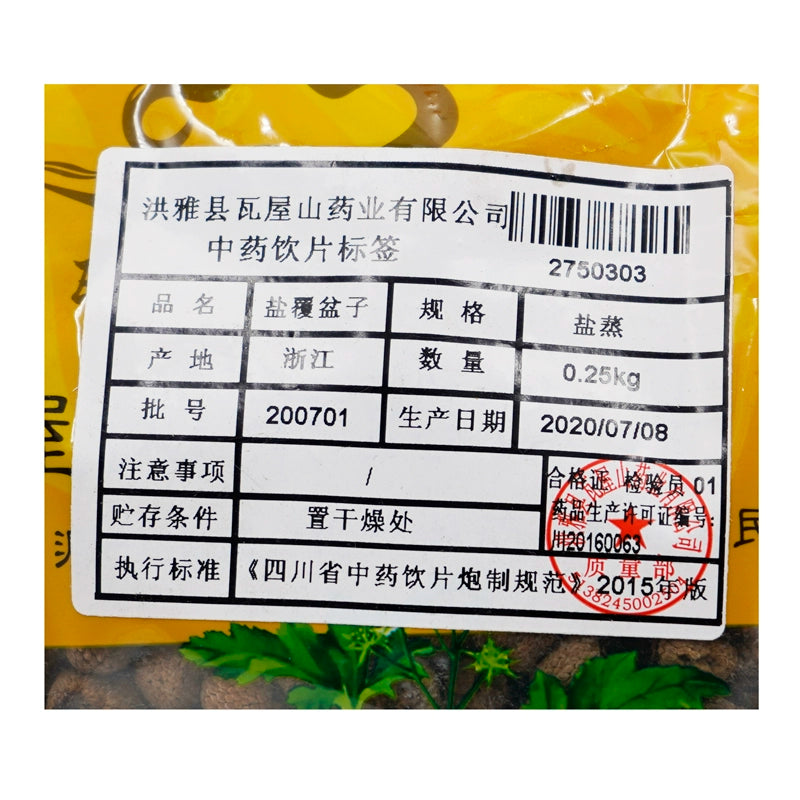 洪雅县瓦屋山药业有限公司
中药饮片标签
2750303
品名 盐覆盆子 规格 盐蒸
产地 浙江 数量 0.25kg
批号 200701 生产日期 2020/07/08
注意事项 /
合格证 检验员 01
药品生产许可证编号:
川20160063
贮存条件 置干燥处
执行标准 《四川省中药饮片炮制规范》2015年版
质量部
民